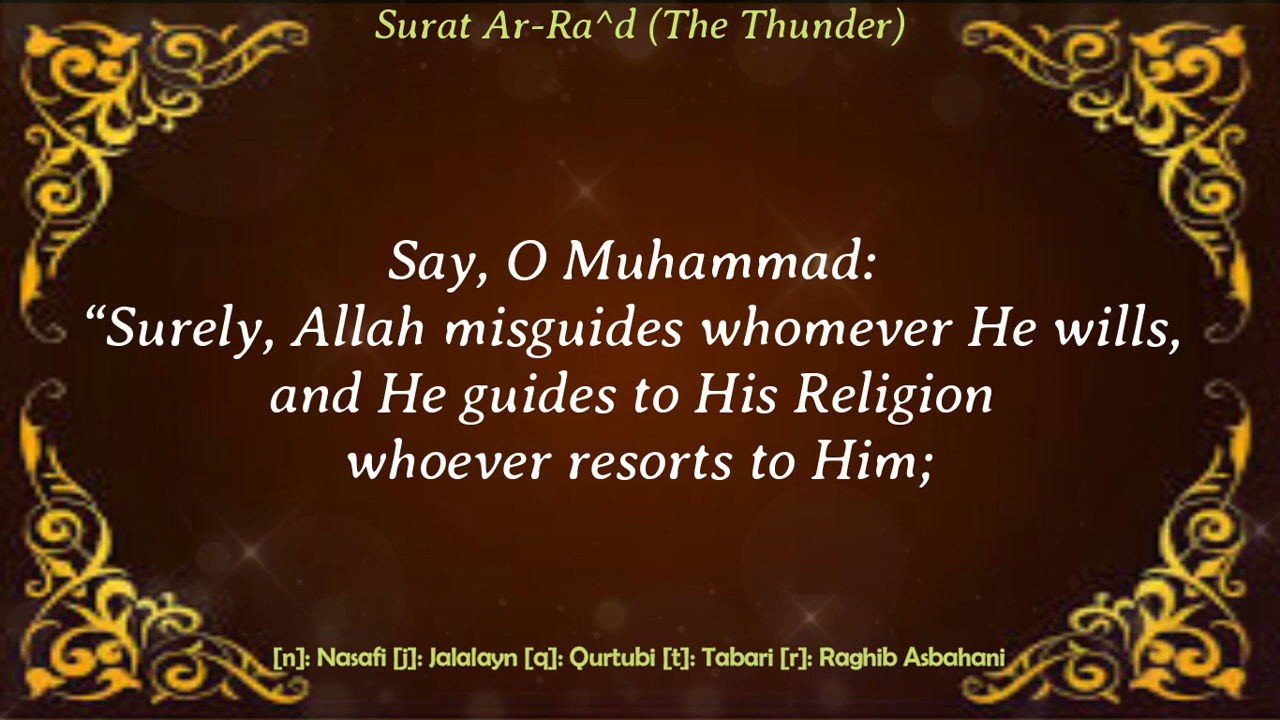 Surat Ar-Ra^d (The Thunder)
Say, O Muhammad:
“Surely, Allah misguides whomever He wills,
and He guides to His Religion
whoever resorts to Him;
[n]: Nasafi [j]: Jalalayn [q]: Qurtubi [t]: Tabari [r]: Raghib Asbahani